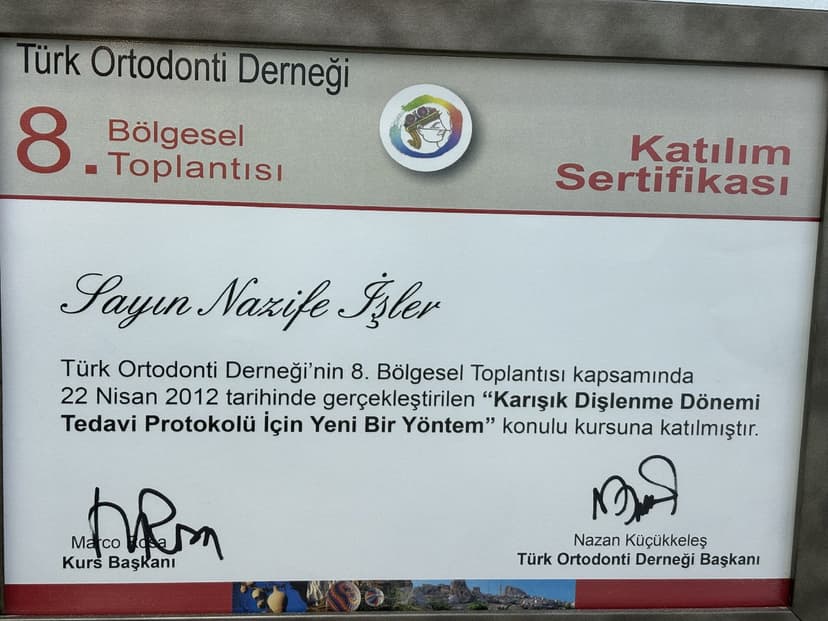 Türk Ortodonti Derneği
8. Bölgesel
Toplantısı
Katılım
Sertifikası
Sayın Nazife İşler
Türk Ortodonti Derneği'nin 8. Bölgesel Toplantısı kapsamında
22 Nisan 2012 tarihinde gerçekleştirilen “Karışık Dişlenme Dönemi
Tedavi Protokolü İçin Yeni Bir Yöntem” konulu kursuna katılmıştır.
Marco Rosa
Kurs Başkanı
Nazan Küçükkeleş
Türk Ortodonti Derneği Başkanı